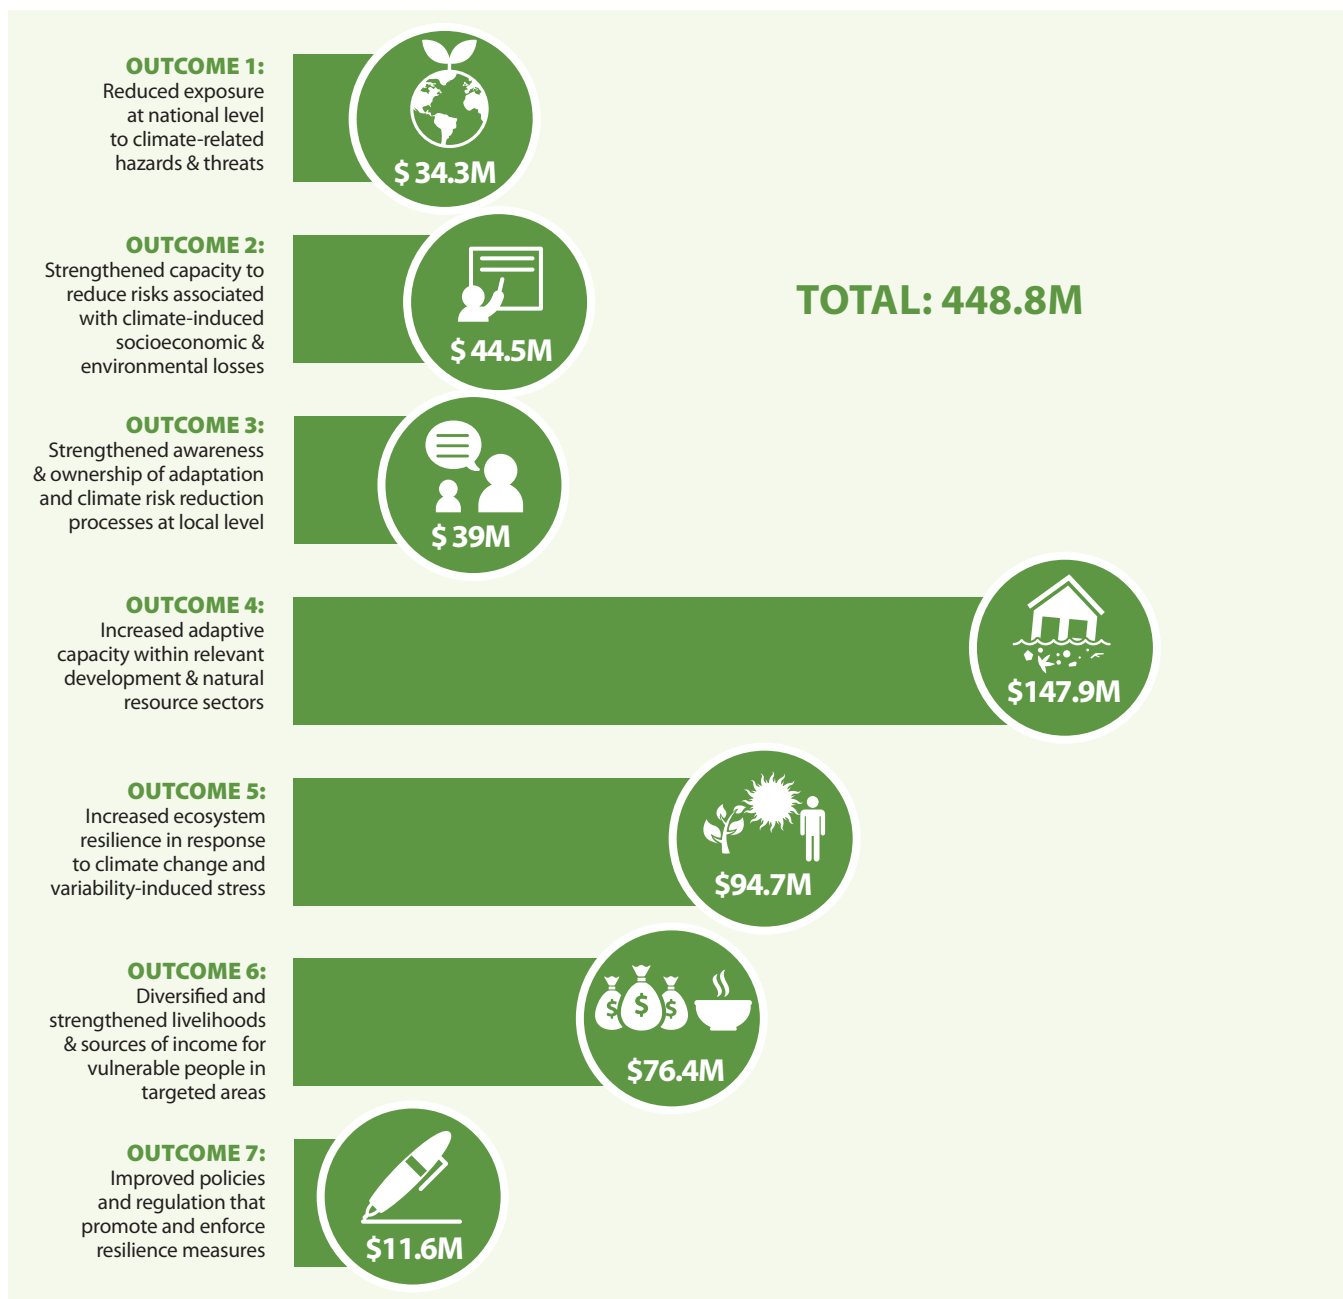 OUTCOME 1:
Reduced exposure
at national level
to climate-related
hazards & threats
$ 34.3M
OUTCOME 2:
Strengthened capacity to
reduce risks associated
with climate-induced
socioeconomic &
environmental losses
$ 44.5M
TOTAL: 448.8M
OUTCOME 3:
Strengthened awareness
& ownership of adaptation
and climate risk reduction
processes at local level
$ 39M
OUTCOME 4:
Increased adaptive
capacity within relevant
development & natural
resource sectors
$147.9M
OUTCOME 5:
Increased ecosystem
resilience in response
to climate change and
variability-induced stress
$94.7M
OUTCOME 6:
Diversified and
strengthened livelihoods
& sources of income for
vulnerable people in
targeted areas
$ $ $
$76.4M
OUTCOME 7:
Improved policies
and regulation that
promote and enforce
resilience measures
$11.6M